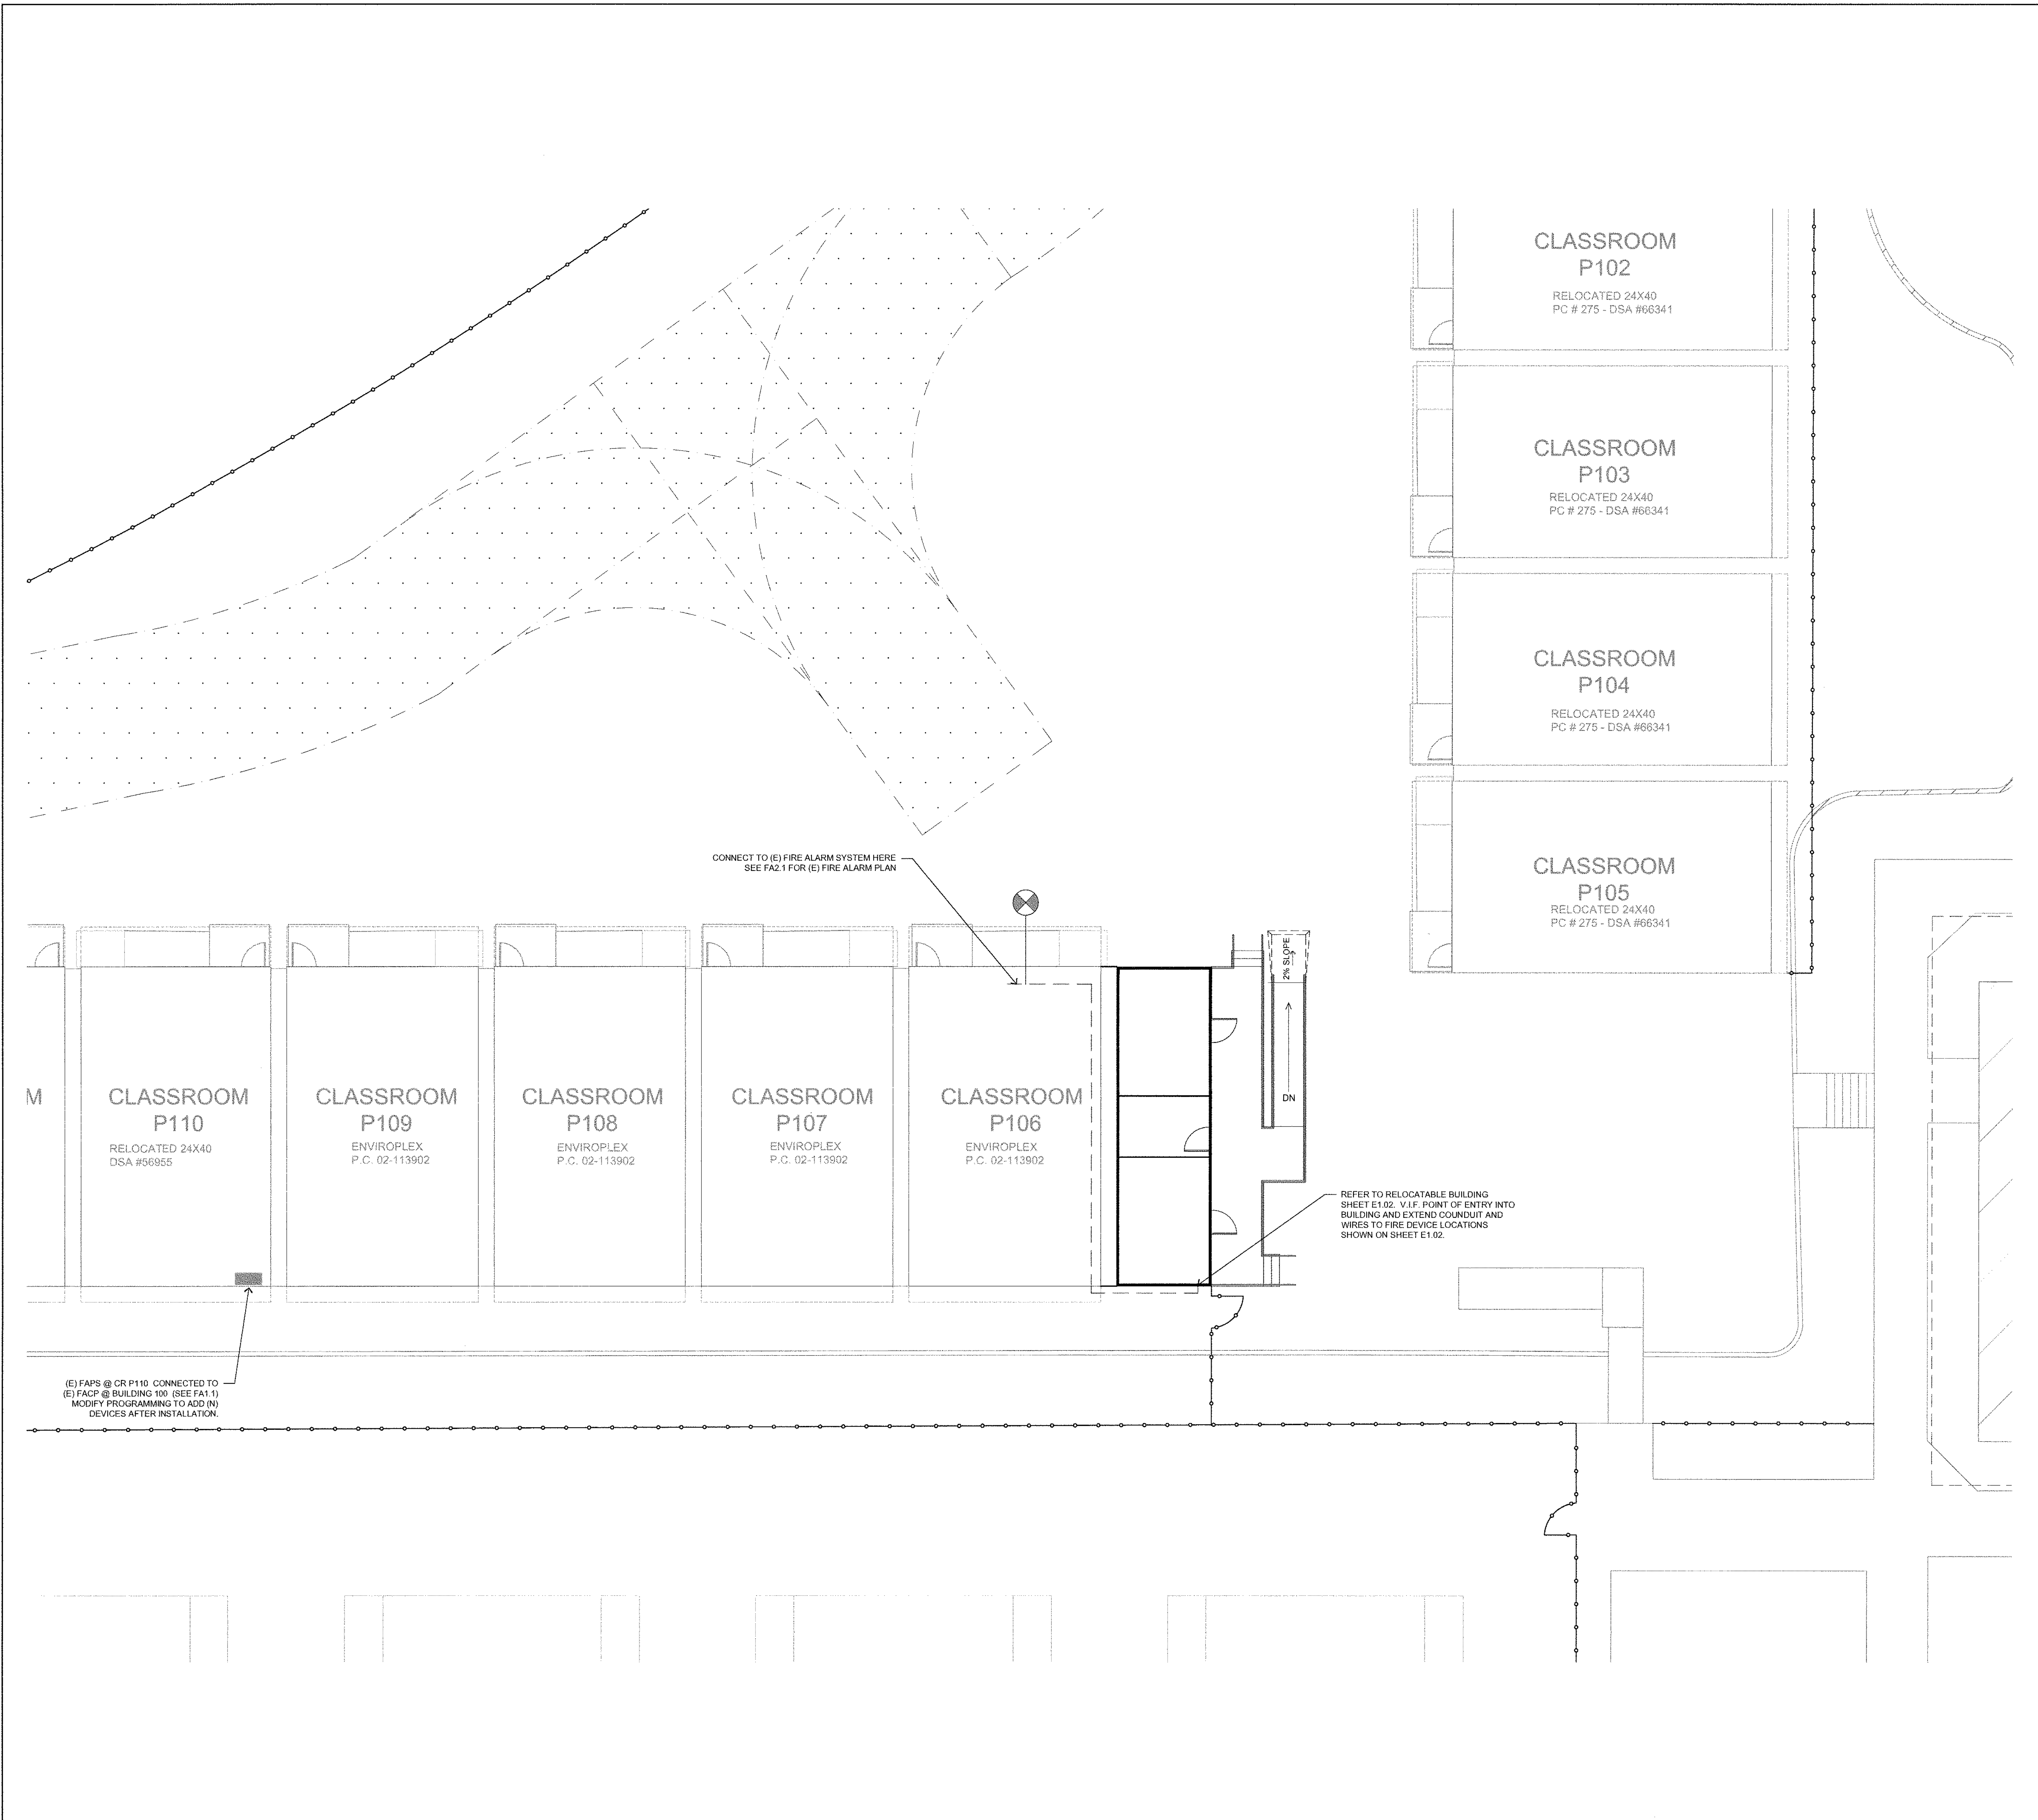 CLASSROOM
P102
RELOCATED 24X40
PC # 275 - DSA #66341
CLASSROOM
P103
RELOCATED 24X40
PC # 275 - DSA #66341
CLASSROOM
P104
RELOCATED 24X40
PC # 275 - DSA #66341
CLASSROOM
P105
RELOCATED 24X40
PC # 275 - DSA #66341
CONNECT TO (E) FIRE ALARM SYSTEM HERE
SEE FA2.1 FOR (E) FIRE ALARM PLAN
2% SLOPE
DN
M
CLASSROOM
P110
RELOCATED 24X40
DSA #56955
CLASSROOM
P109
ENVIROPLEX
P.C. 02-113902
CLASSROOM
P108
ENVIROPLEX
P.C. 02-113902
CLASSROOM
P107
ENVIROPLEX
P.C. 02-113902
CLASSROOM
P106
ENVIROPLEX
P.C. 02-113902
REFER TO RELOCATABLE BUILDING
SHEET E1.02. V.I.F. POINT OF ENTRY INTO
BUILDING AND EXTEND COUNDUIT AND
WIRES TO FIRE DEVICE LOCATIONS
SHOWN ON SHEET E1.02.
(E) FAPS @ CR P110 CONNECTED TO
(E) FACP @ BUILDING 100 (SEE FA1.1)
MODIFY PROGRAMMING TO ADD (N)
DEVICES AFTER INSTALLATION.